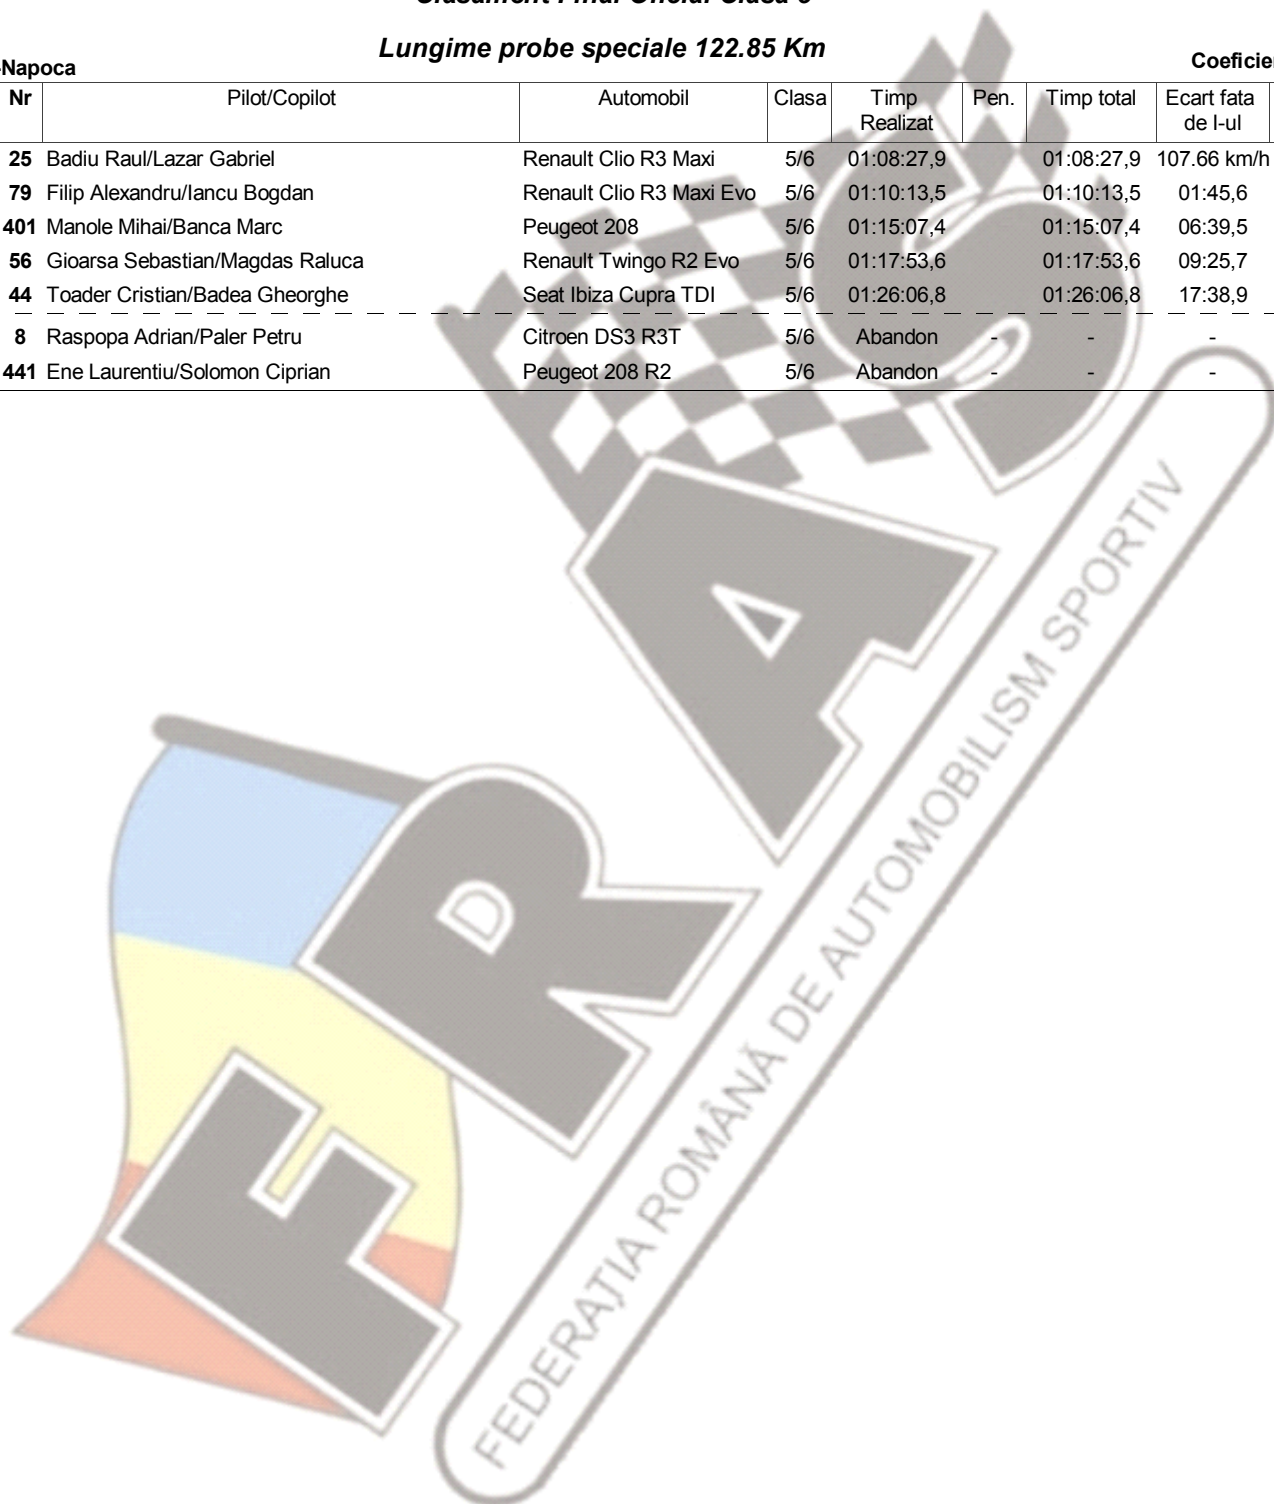 Clasament Final Oficial Clasa 5
Lungime probe speciale 122.85 Km
-Napoca
Coeficie
Nr Pilot/Copilot Automobil Clasa Timp Realizat Pen. Timp total Ecart fata de I-ul
25 Badiu Raul/Lazar Gabriel Renault Clio R3 Maxi 5/6 01:08:27,9 01:08:27,9 107.66 km/h
79 Filip Alexandru/Iancu Bogdan Renault Clio R3 Maxi Evo 5/6 01:10:13,5 01:10:13,5 01:45,6
401 Manole Mihai/Banca Marc Peugeot 208 5/6 01:15:07,4 01:15:07,4 06:39,5
56 Gioarsa Sebastian/Magdas Raluca Renault Twingo R2 Evo 5/6 01:17:53,6 01:17:53,6 09:25,7
44 Toader Cristian/Badea Gheorghe Seat Ibiza Cupra TDI 5/6 01:26:06,8 01:26:06,8 17:38,9
8 Raspopa Adrian/Paler Petru Citroen DS3 R3T 5/6 Abandon - - -
441 Ene Laurentiu/Solomon Ciprian Peugeot 208 R2 5/6 Abandon - - -
FRAS
FEDERAȚIA ROMÂNĂ DE AUTOMOBILISM SPORTIV